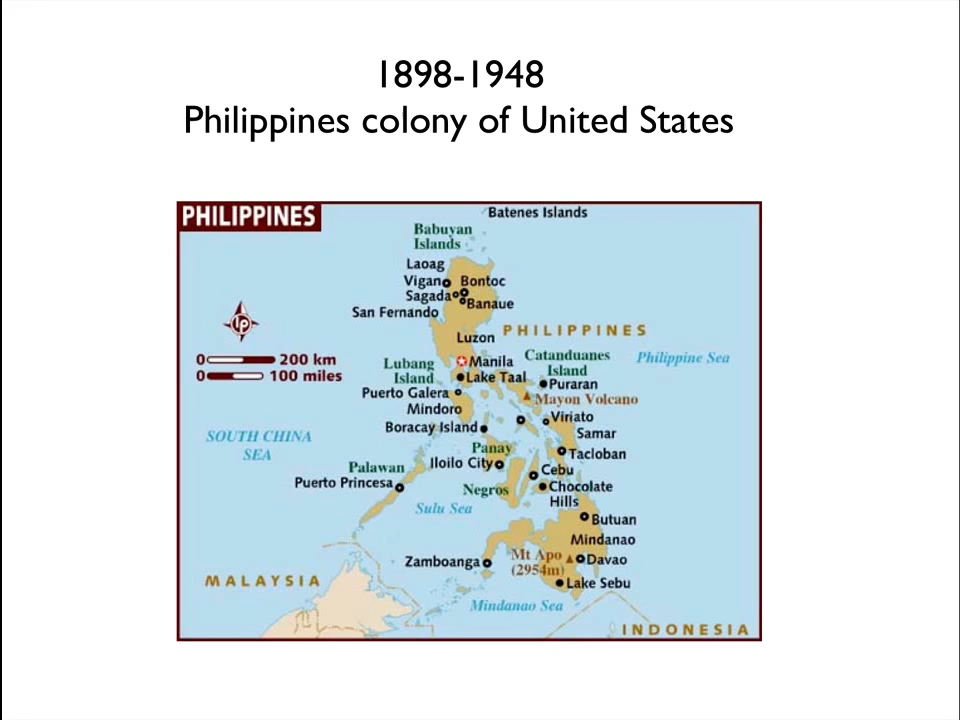 1898-1948
Philippines colony of United States
PHILIPPINES
Batenes Islands
Babuyan
Islands
Laoag
Vigan
Bontoc
Sagada
Banaue
San Fernando
PHILIPPINES
Luzon
0 200 km
0 100 miles
Lubang
Island
Manila
Catanduanes
Island
Philippine Sea
Lake Taal
Puraran
Puerto Galera
Mayon Volcano
Mindoro
Viriato
Boracay Island
Samar
SOUTH CHINA
SEA
Panay
Tacloban
Palawan
Iloilo City
Cebu
Puerto Princesa
Negros
Chocolate
Hills
Sulu Sea
Butuan
Mindanao
Zamboanga
Mt Apo
(2954m)
Davao
MALAYSIA
Lake Sebu
Mindanao Sea
INDONESIA